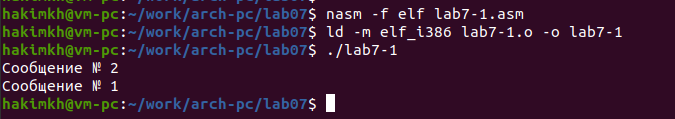 hakimkh@vm-pc:~/work/arch-pc/lab07$ nasm -f elf lab7-1.asm
hakimkh@vm-pc:~/work/arch-pc/lab07$ ld -m elf_i386 lab7-1.o -o lab7-1
hakimkh@vm-pc:~/work/arch-pc/lab07$ ./lab7-1
Сообщение № 2
Сообщение № 1
hakimkh@vm-pc:~/work/arch-pc/lab07$